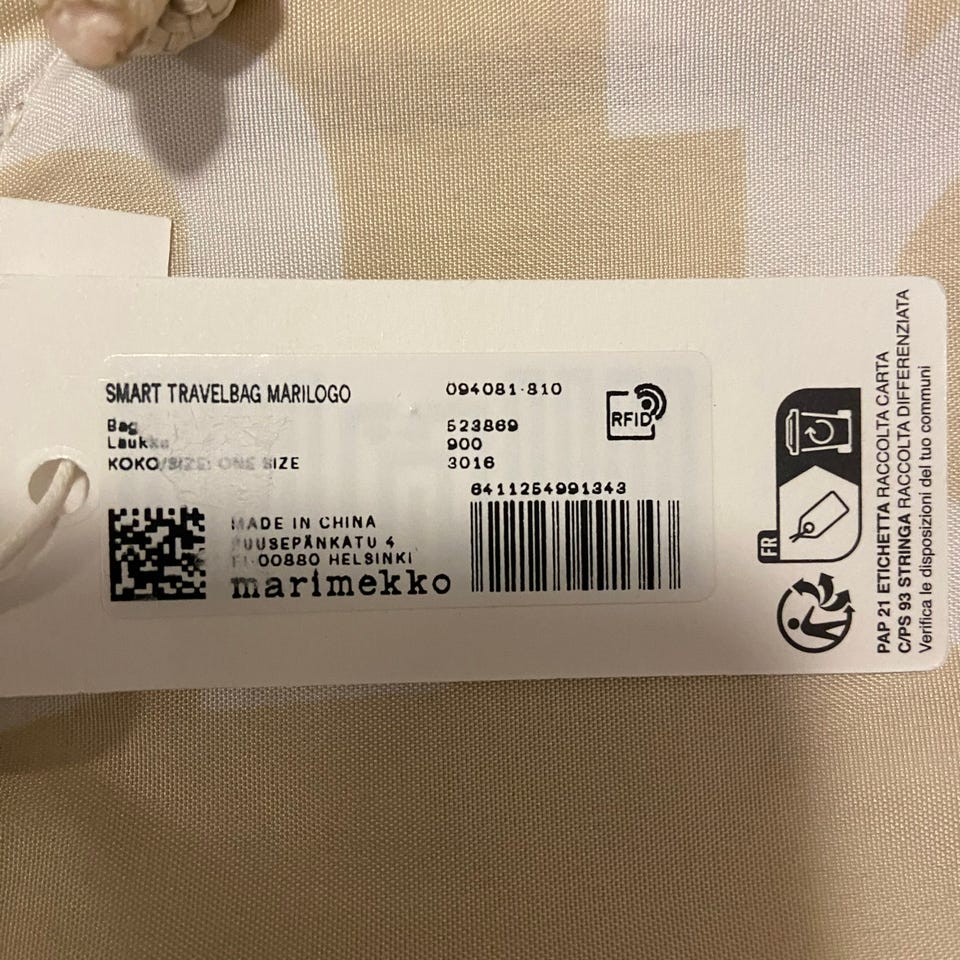 SMART TRAVELBAG MARILOGO
094081-810
RFID
Bag
523869
Laukku
900
KOKO/SIZE: ONE SIZE
3016
6411254991343
MADE IN CHINA
PUUSEPÄNKATU 4
FI-00880 HELSINKI
marimekko
FR
PAP 21 ETICHETTA RACCOLTA CARTA
C/PS 93 STRINGA RACCOLTA DIFFERENZIATA
Verifica le disposizioni del tuo communi